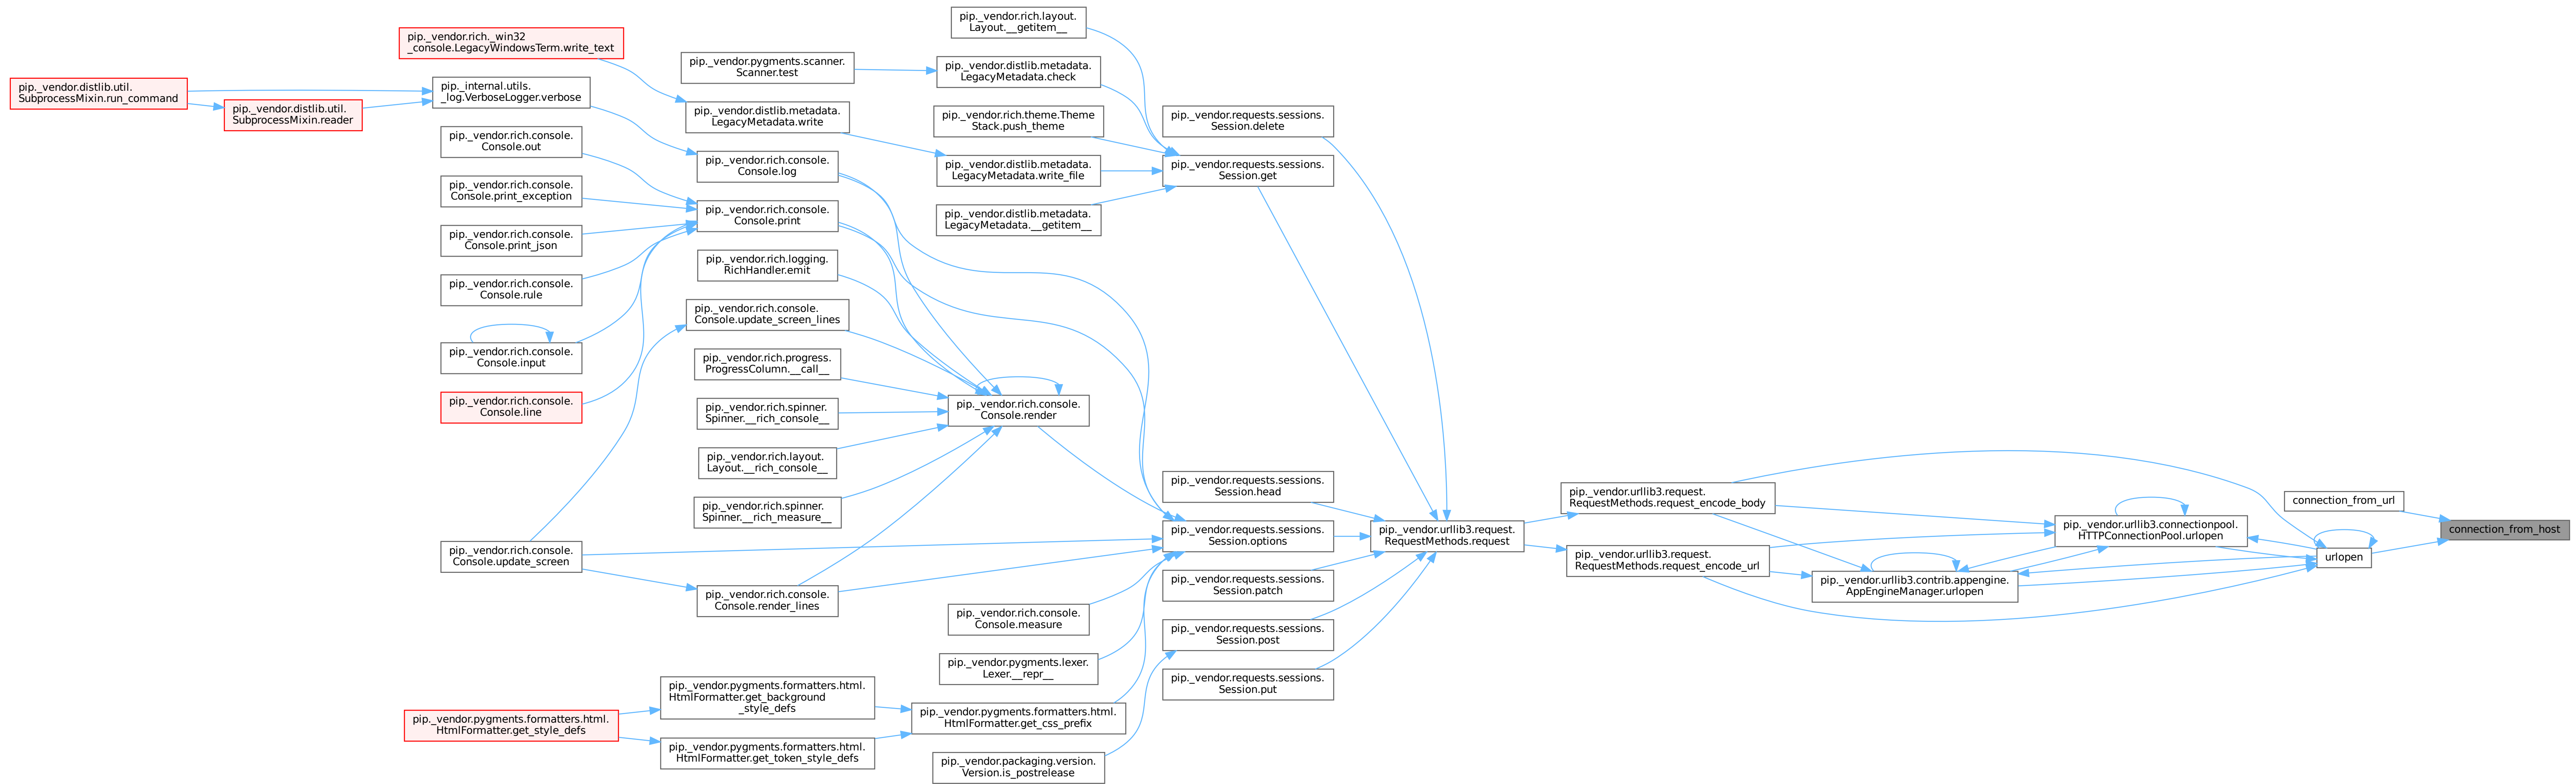 pip._vendor.rich.layout.
Layout.__getitem__
pip._vendor.rich._win32
_console.LegacyWindowsTerm.write_text
pip._vendor.pygments.scanner.
Scanner.test
pip._vendor.distlib.metadata.
LegacyMetadata.check
pip._vendor.distlib.util.
SubprocessMixin.run_command
pip._internal.utils.
_log.VerboseLogger.verbose
pip._vendor.distlib.util.
SubprocessMixin.reader
pip._vendor.distlib.metadata.
LegacyMetadata.write
pip._vendor.rich.theme.Theme
Stack.push_theme
pip._vendor.requests.sessions.
Session.delete
pip._vendor.rich.console.
Console.out
pip._vendor.rich.console.
Console.log
pip._vendor.distlib.metadata.
LegacyMetadata.write_file
pip._vendor.requests.sessions.
Session.get
pip._vendor.rich.console.
Console.print_exception
pip._vendor.rich.console.
Console.print
pip._vendor.distlib.metadata.
LegacyMetadata.__getitem__
pip._vendor.rich.console.
Console.print_json
pip._vendor.rich.logging.
RichHandler.emit
pip._vendor.rich.console.
Console.rule
pip._vendor.rich.console.
Console.update_screen_lines
pip._vendor.rich.console.
Console.input
pip._vendor.rich.progress.
ProgressColumn.__call__
pip._vendor.rich.console.
Console.line
pip._vendor.rich.spinner.
Spinner.__rich_console__
pip._vendor.rich.console.
Console.render
pip._vendor.rich.layout.
Layout.__rich_console__
pip._vendor.rich.spinner.
Spinner.__rich_measure__
pip._vendor.requests.sessions.
Session.head
pip._vendor.urllib3.request.
RequestMethods.request_encode_body
connection_from_url
pip._vendor.rich.console.
Console.update_screen
pip._vendor.requests.sessions.
Session.options
pip._vendor.urllib3.request.
RequestMethods.request
pip._vendor.urllib3.connectionpool.
HTTPConnectionPool.urlopen
connection_from_host
urlopen
pip._vendor.urllib3.request.
RequestMethods.request_encode_url
pip._vendor.urllib3.contrib.appengine.
AppEngineManager.urlopen
pip._vendor.rich.console.
Console.render_lines
pip._vendor.requests.sessions.
Session.patch
pip._vendor.rich.console.
Console.measure
pip._vendor.requests.sessions.
Session.post
pip._vendor.pygments.lexer.
Lexer.__repr__
pip._vendor.requests.sessions.
Session.put
pip._vendor.pygments.formatters.html.
HtmlFormatter.get_background
_style_defs
pip._vendor.pygments.formatters.html.
HtmlFormatter.get_style_defs
pip._vendor.pygments.formatters.html.
HtmlFormatter.get_css_prefix
pip._vendor.pygments.formatters.html.
HtmlFormatter.get_token_style_defs
pip._vendor.packaging.version.
Version.is_postrelease